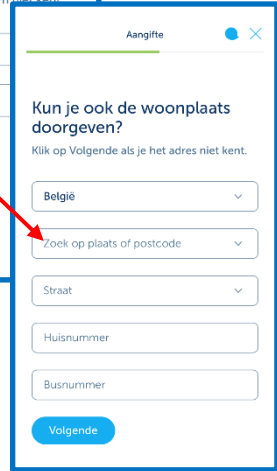 Aangifte
Kun je ook de woonplaats
doorgeven?
Klik op Volgende als je het adres niet kent.
België
Zoek op plaats of postcode
Straat
Huisnummer
Busnummer
Volgende